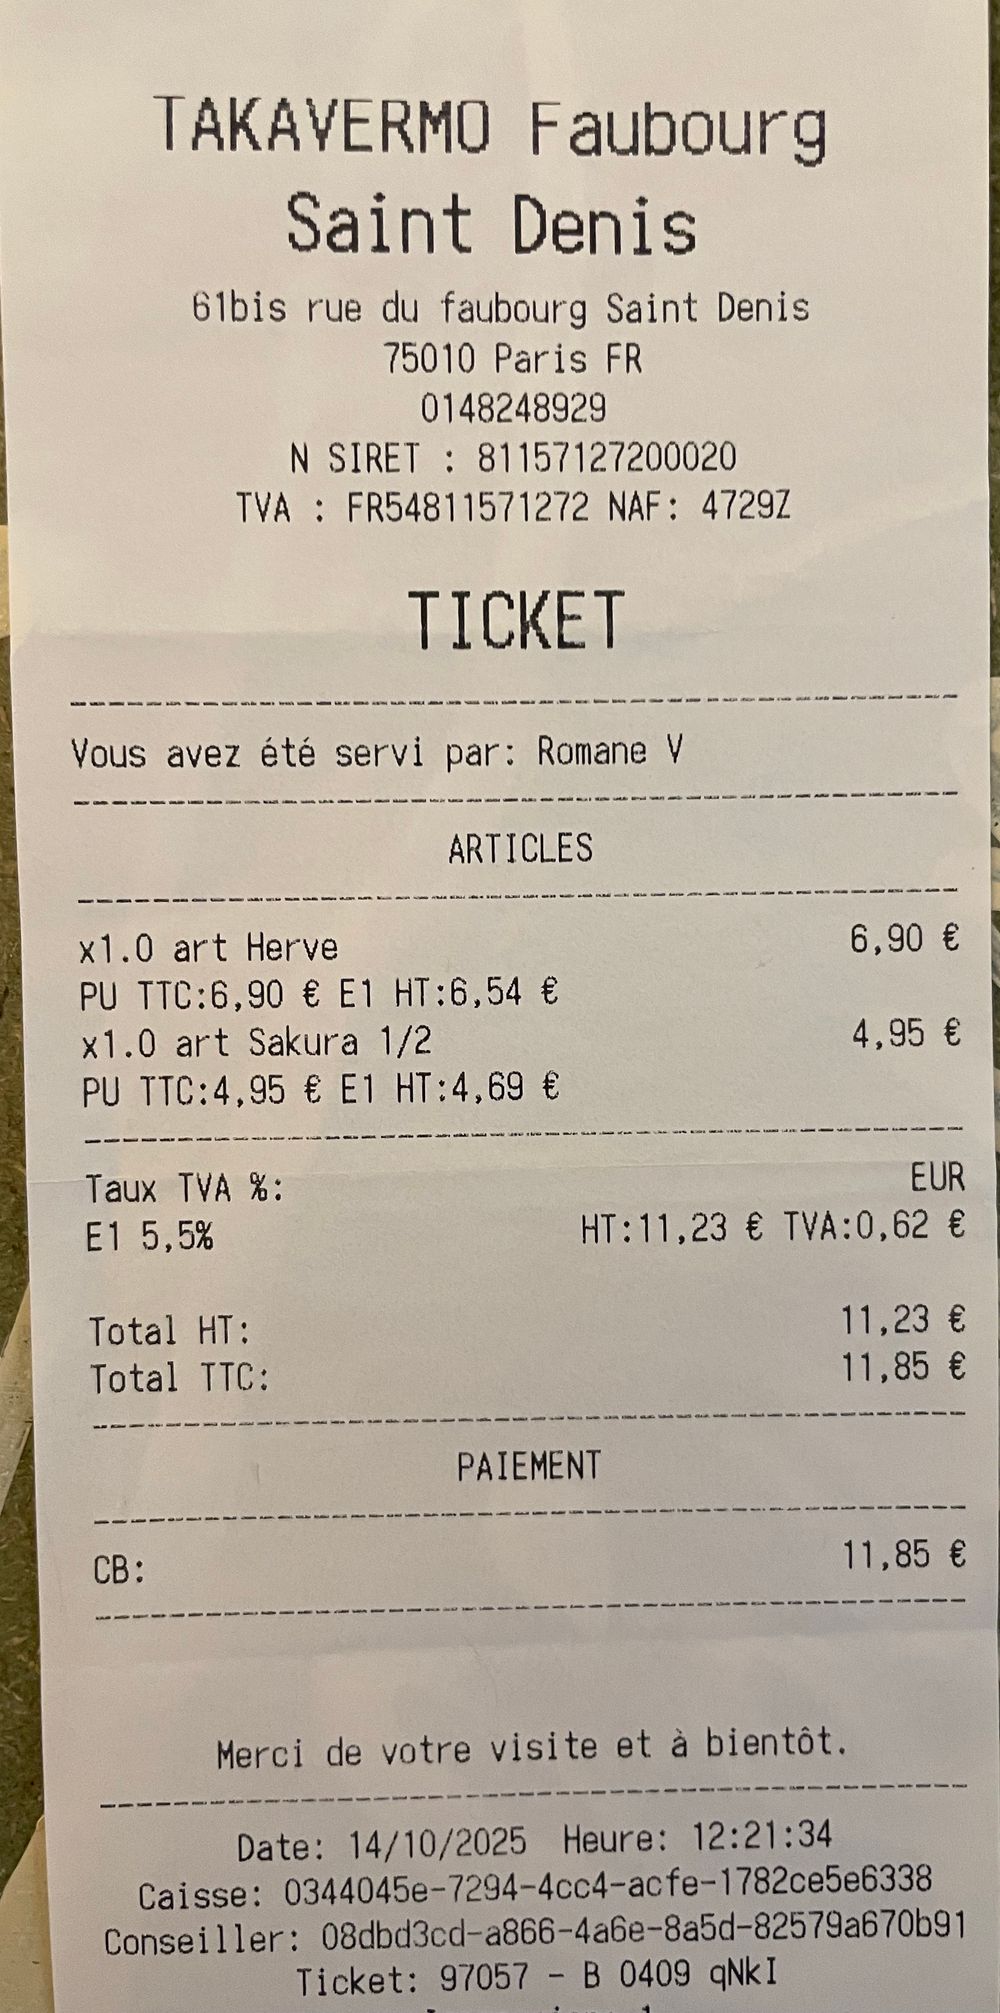 TAKAVERMO Faubourg
Saint Denis
61bis rue du faubourg Saint Denis
75010 Paris FR
0148248929
N SIRET : 81157127200020
TVA : FR54811571272 NAF: 4729Z
TICKET
Vous avez été servi par: Romane V
ARTICLES
x1.0 art Herve 6,90 €
PU TTC:6,90 € E1 HT:6,54 €
x1.0 art Sakura 1/2 4,95 €
PU TTC:4,95 € E1 HT:4,69 €
Taux TVA %: EUR
E1 5,5% HT:11,23 € TVA:0,62 €
Total HT: 11,23 €
Total TTC: 11,85 €
PAIEMENT
CB: 11,85 €
Merci de votre visite et à bientôt.
Date: 14/10/2025 Heure: 12:21:34
Caisse: 0344045e-7294-4cc4-acfe-1782ce5e6338
Conseiller: 08dbd3cd-a866-4a6e-8a5d-82579a670b91
Ticket: 97057 - B 0409 qNkI